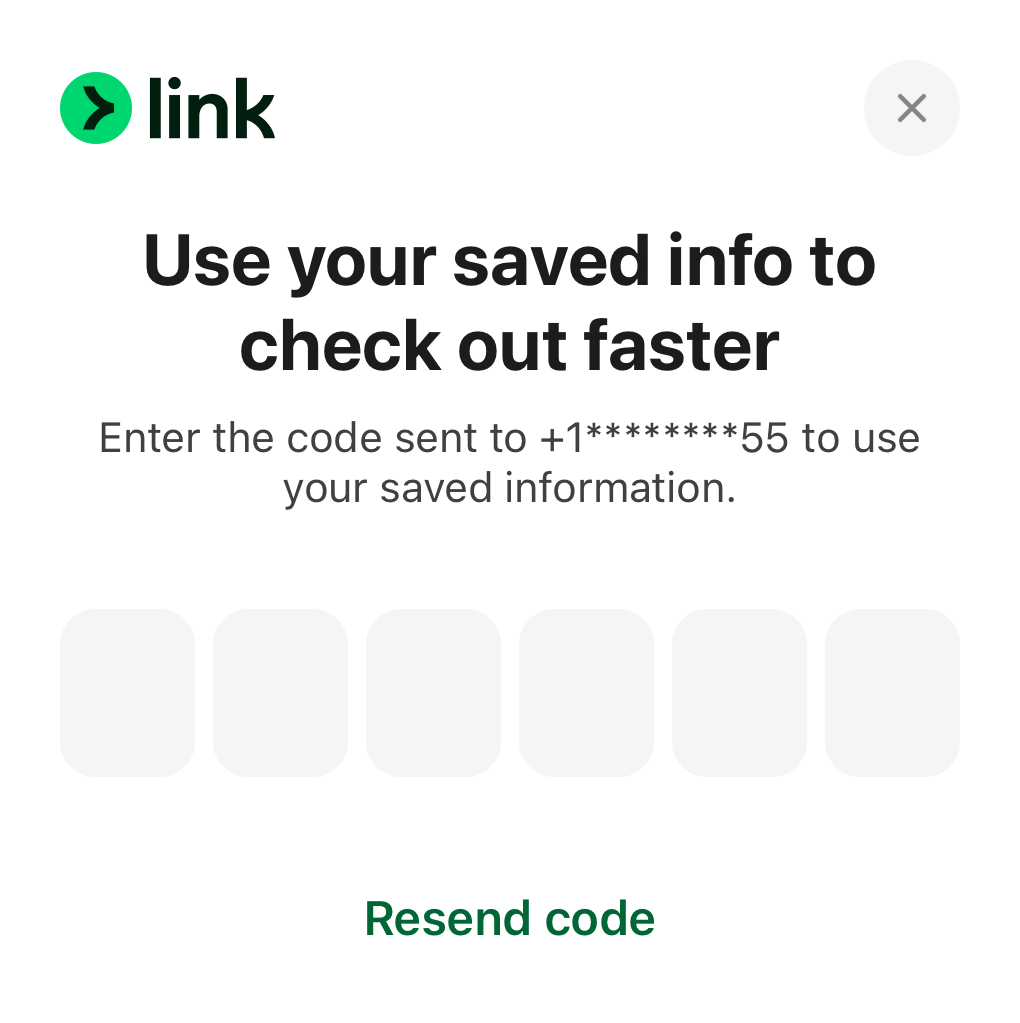 link
Use your saved info to
check out faster
Enter the code sent to +1********55 to use
your saved information.
Resend code